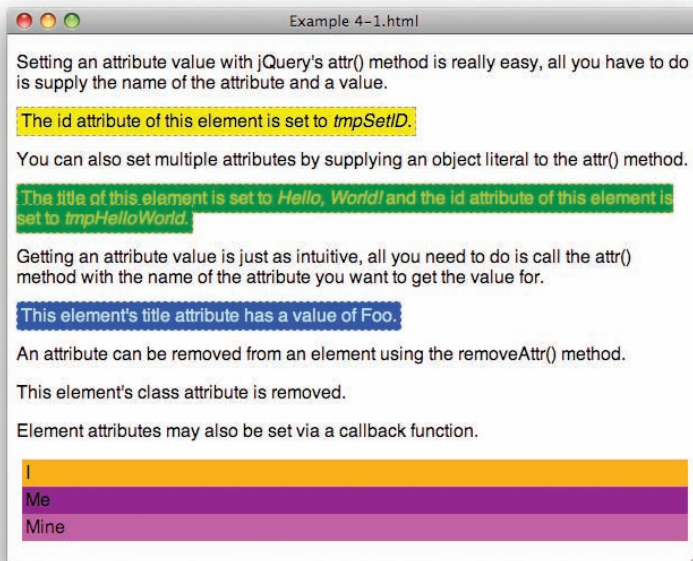 Example 4-1.html
Setting an attribute value with jQuery's attr() method is really easy, all you have to do
is supply the name of the attribute and a value.
The id attribute of this element is set to tmpSetID.
You can also set multiple attributes by supplying an object literal to the attr() method.
The title of this element is set to Hello, World! and the id attribute of this element is
set to tmpHelloWorld.
Getting an attribute value is just as intuitive, all you need to do is call the attr()
method with the name of the attribute you want to get the value for.
This element's title attribute has a value of Foo.
An attribute can be removed from an element using the removeAttr() method.
This element's class attribute is removed.
Element attributes may also be set via a callback function.
I
Me
Mine